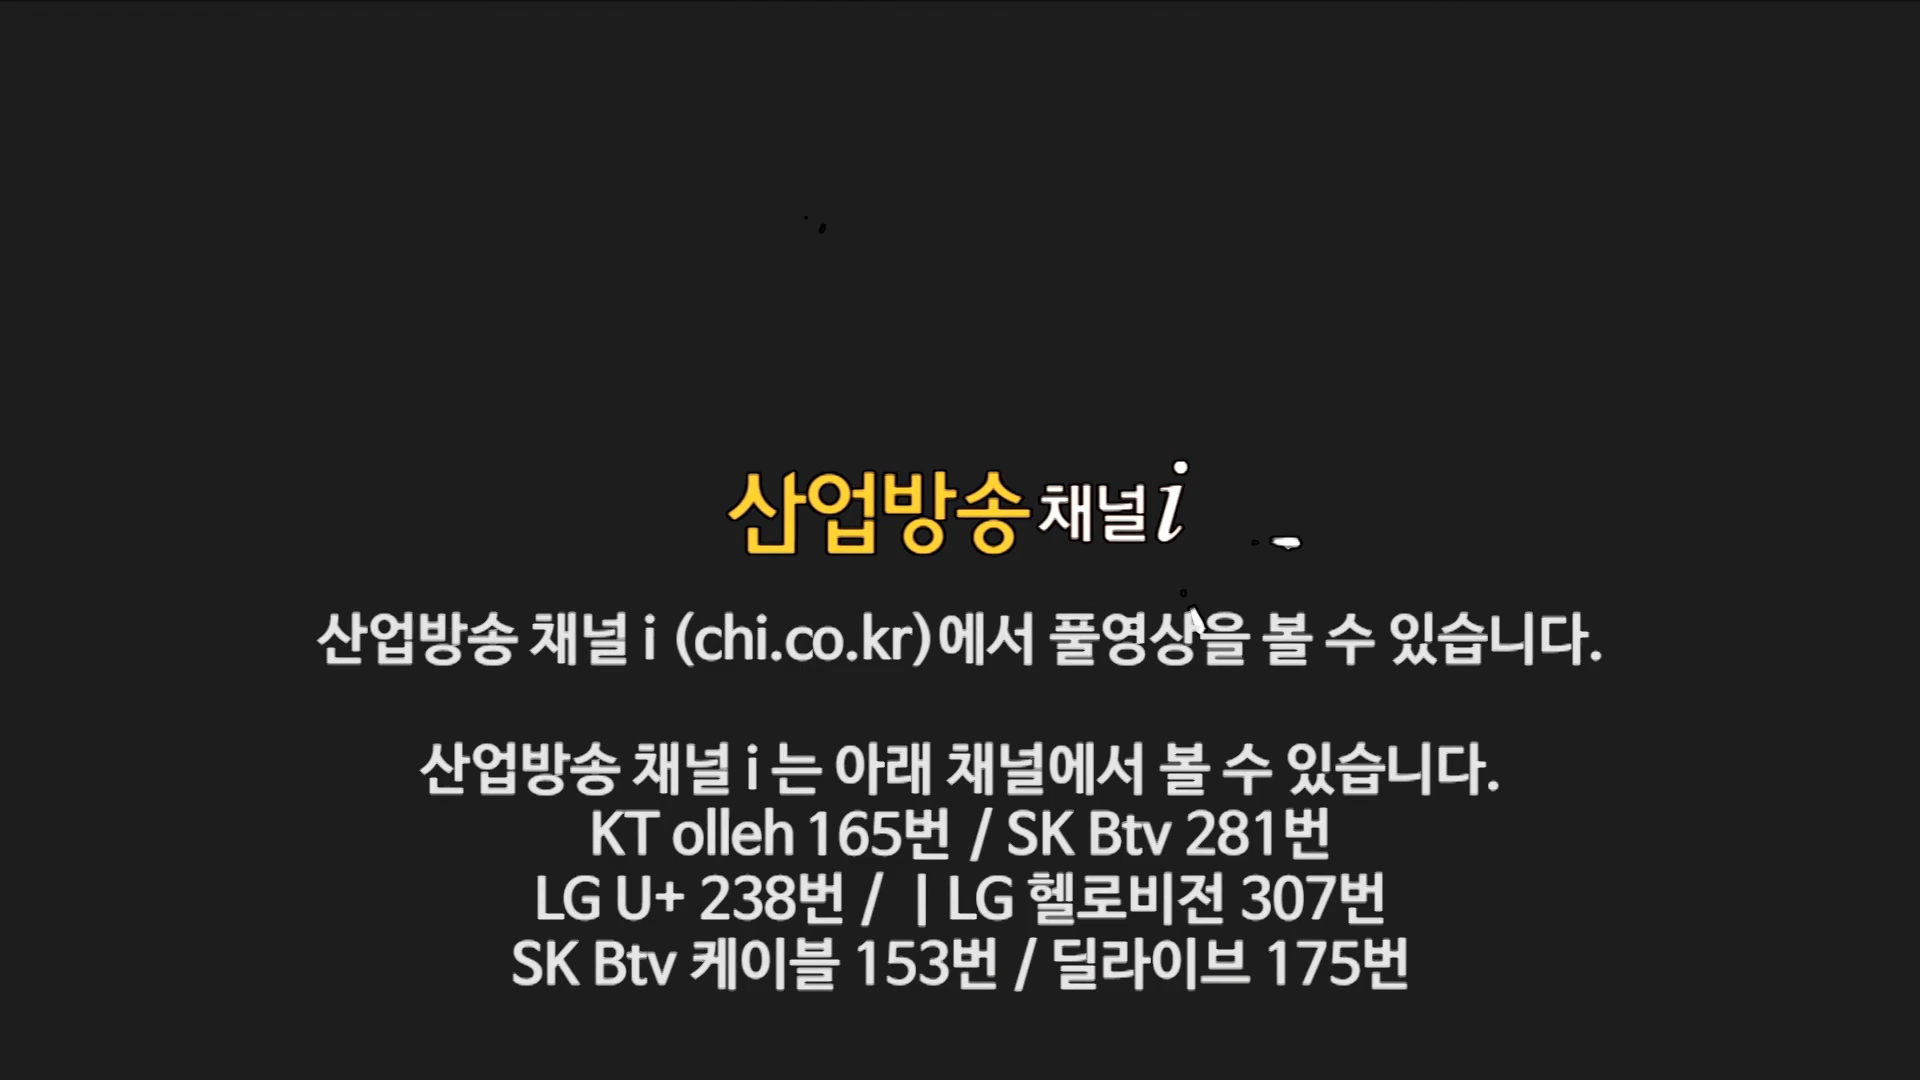 산업방송 채널 i
산업방송 채널 i (chi.co.kr)에서 풀영상을 볼 수 있습니다.
산업방송 채널 i 는 아래 채널에서 볼 수 있습니다.
KT olleh 165번 / SK Btv 281번
LG U+ 238번 / | LG 헬로비전 307번
SK Btv 케이블 153번 / 딜라이브 175번